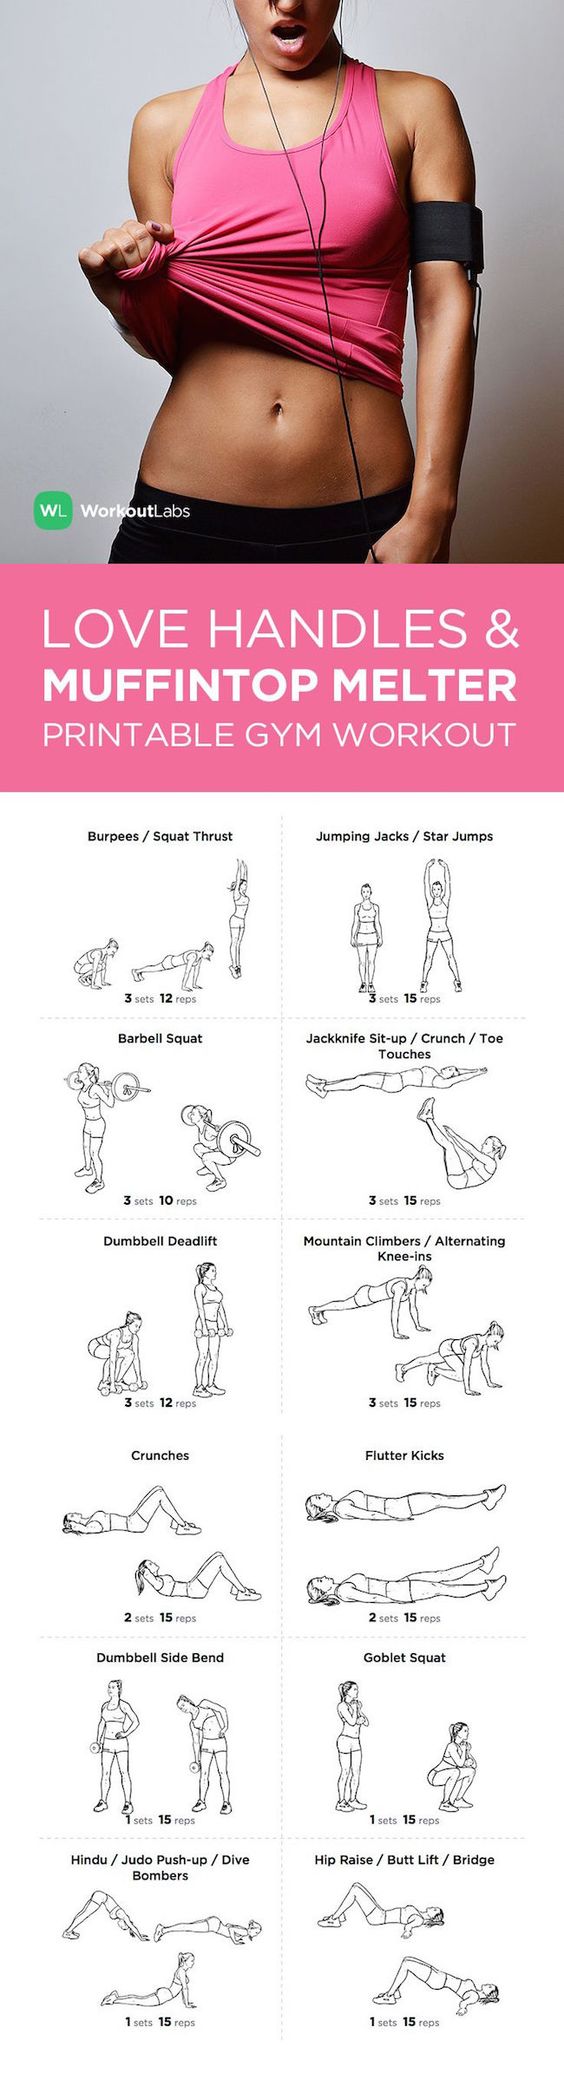 WL WorkoutLabs
LOVE HANDLES &
MUFFINTOP MELTER
PRINTABLE GYM WORKOUT
Burpees / Squat Thrust
3 sets 12 reps
Jumping Jacks / Star Jumps
3 sets 15 reps
Barbell Squat
3 sets 10 reps
Jackknife Sit-up / Crunch / Toe
Touches
3 sets 15 reps
Dumbbell Deadlift
3 sets 12 reps
Mountain Climbers / Alternating
Knee-ins
3 sets 15 reps
Crunches
2 sets 15 reps
Flutter Kicks
2 sets 15 reps
Dumbbell Side Bend
1 sets 15 reps
Goblet Squat
1 sets 15 reps
Hindu / Judo Push-up / Dive
Bombers
1 sets 15 reps
Hip Raise / Butt Lift / Bridge
1 sets 15 reps